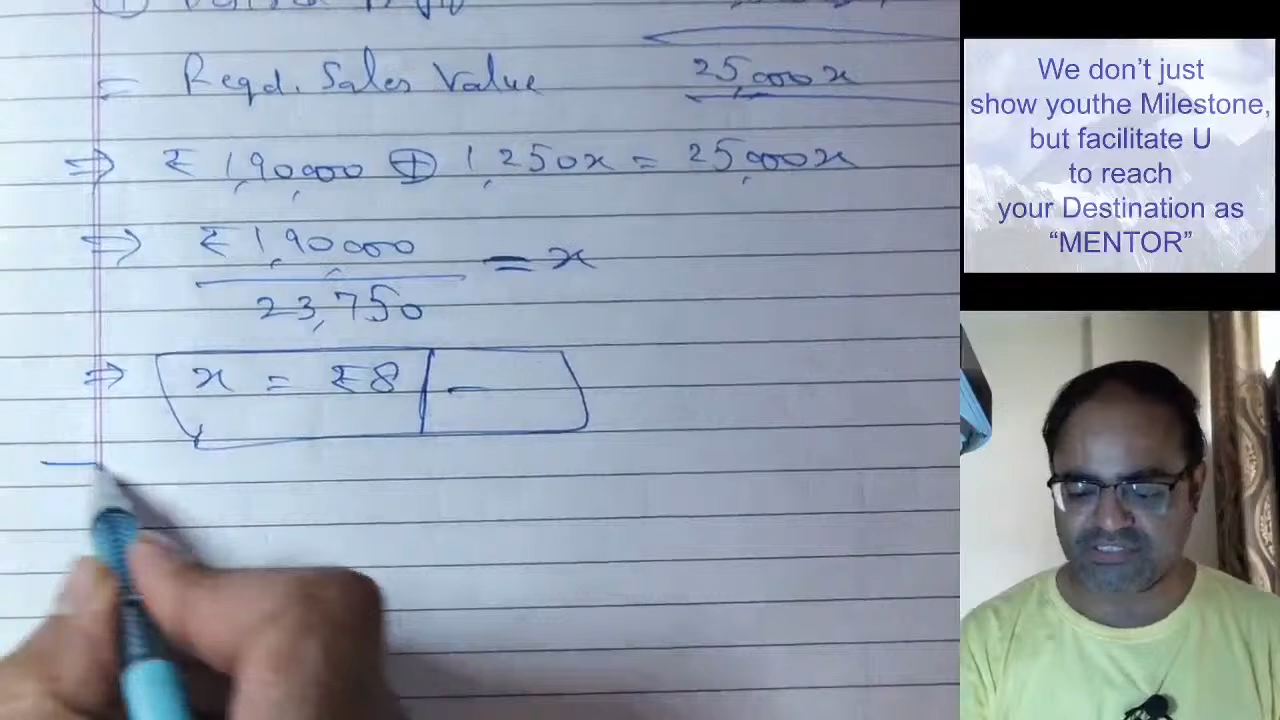 = Reqd. Sales Value 25,000x
⇒ ₹ 1,90,000 ⊕ 1,250x = 25,000x
⇒ ₹ 1,90,000 / 23,750 = x
⇒ x = ₹8 | –
We don't just
show youthe Milestone,
but facilitate U
to reach
your Destination as
"MENTOR"